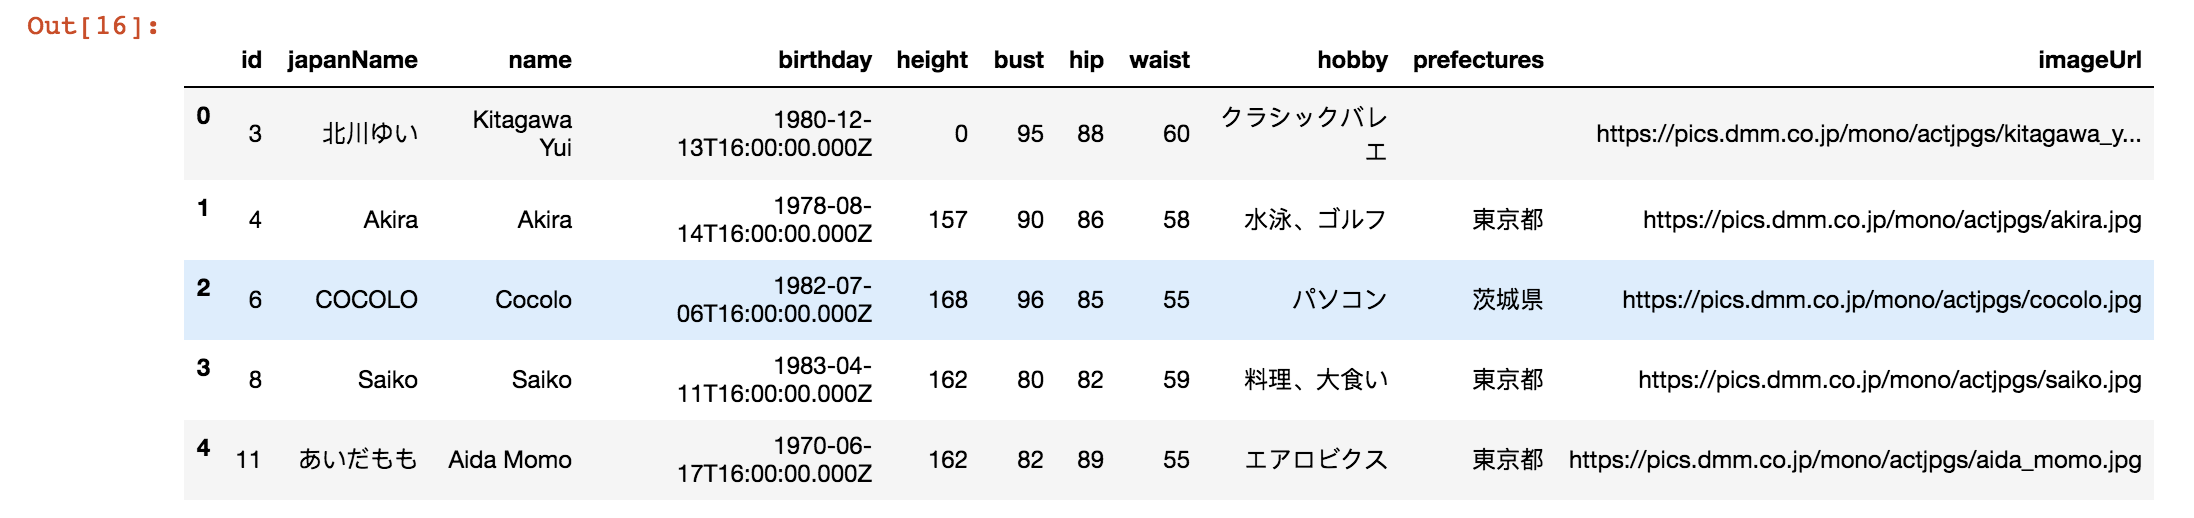 Out[16]:
id japanName name birthday height bust hip waist hobby prefectures imageUrl
0 3 北川ゆい Kitagawa Yui 1980-12-13T16:00:00.000Z 0 95 88 60 クラシックバレエ https://pics.dmm.co.jp/mono/actjpgs/kitagawa_y...
1 4 Akira Akira 1978-08-14T16:00:00.000Z 157 90 86 58 水泳、ゴルフ 東京都 https://pics.dmm.co.jp/mono/actjpgs/akira.jpg
2 6 COCOLO Cocolo 1982-07-06T16:00:00.000Z 168 96 85 55 パソコン 茨城県 https://pics.dmm.co.jp/mono/actjpgs/cocolo.jpg
3 8 Saiko Saiko 1983-04-11T16:00:00.000Z 162 80 82 59 料理、大食い 東京都 https://pics.dmm.co.jp/mono/actjpgs/saiko.jpg
4 11 あいだもも Aida Momo 1970-06-17T16:00:00.000Z 162 82 89 55 エアロビクス 東京都 https://pics.dmm.co.jp/mono/actjpgs/aida_momo.jpg